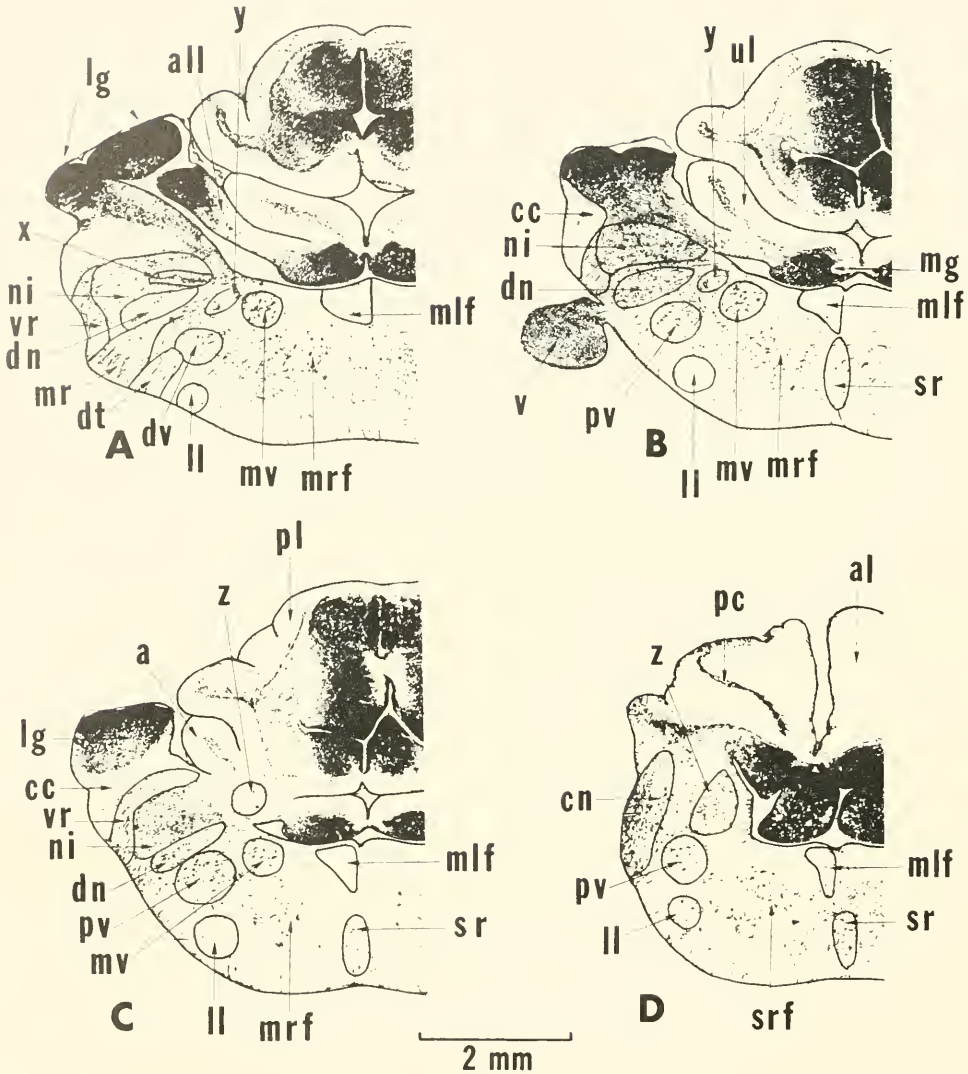 y
all
lg
x
ni
vr
dn
mr
dt
dv
ll
mv
mrf
mlf
A
y
ul
cc
ni
dn
v
pv
ll
mv
mrf
mg
mlf
sr
B
pl
z
a
lg
cc
vr
ni
dn
pv
mv
ll
mrf
mlf
sr
C
al
pc
z
cn
pv
ll
mlf
sr
srf
D
2 mm